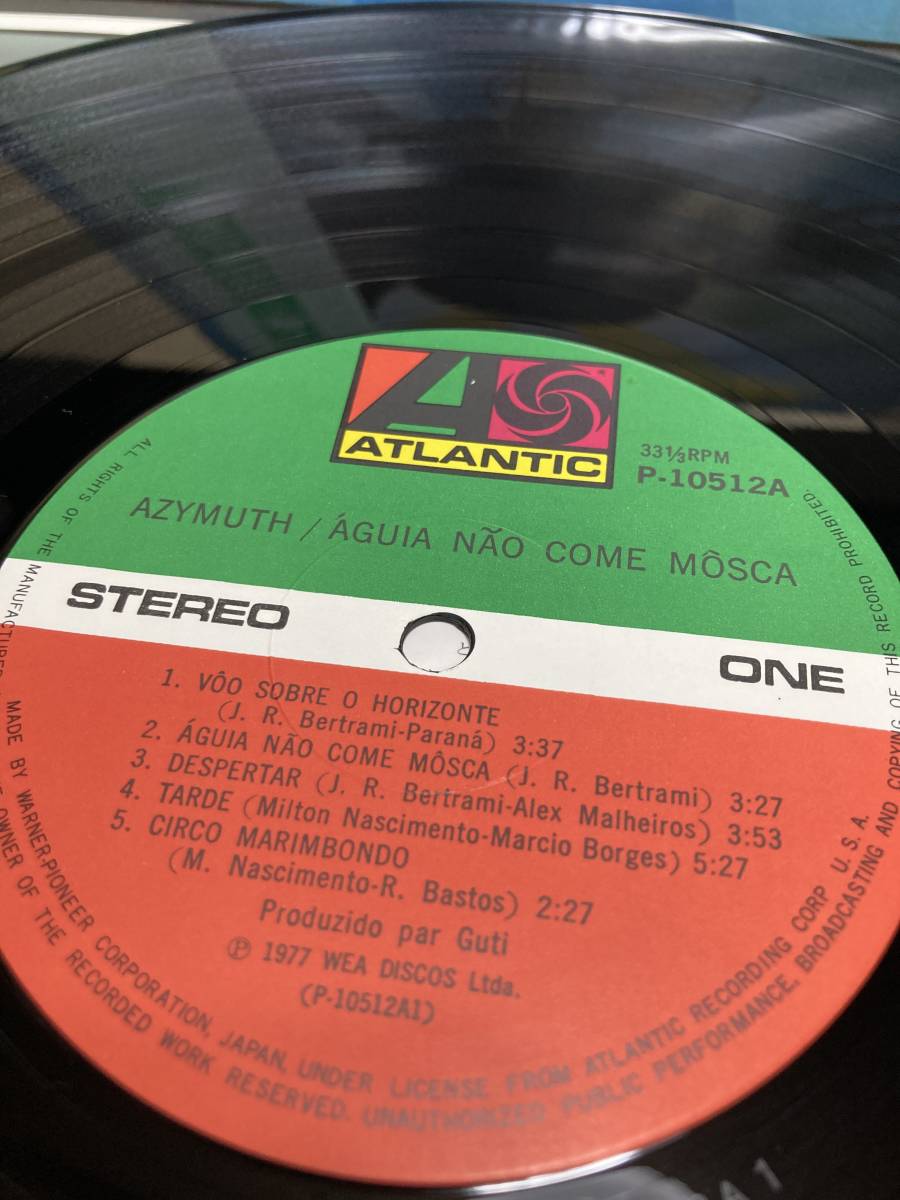 ATLANTIC
33⅓RPM
P-10512A
AZYMUTH / ÁGUIA NÃO COME MÔSCA
STEREO
ONE
1. VÔO SOBRE O HORIZONTE
(J. R. Bertrami-Paraná) 3:37
2. ÁGUIA NÃO COME MÔSCA (J. R. Bertrami) 3:27
3. DESPERTAR (J. R. Bertrami-Alex Malheiros) 3:53
4. TARDE (Milton Nascimento-Marcio Borges) 5:27
5. CIRCO MARIMBONDO
(M. Nascimento-R. Bastos) 2:27
Produzido par Guti
Ⓟ 1977 WEA DISCOS Ltda.
(P-10512A1)
MADE BY WARNER-PIONEER CORPORATION, JAPAN, UNDER LICENSE FROM ATLANTIC RECORDING CORP. U. S. A.
ALL RIGHTS OF THE MANUFACTURER OWNER OF THE RECORDED WORK RESERVED. UNAUTHORIZED PUBLIC PERFORMANCE, BROADCASTING AND COPYING OF THIS RECORD PROHIBITED.